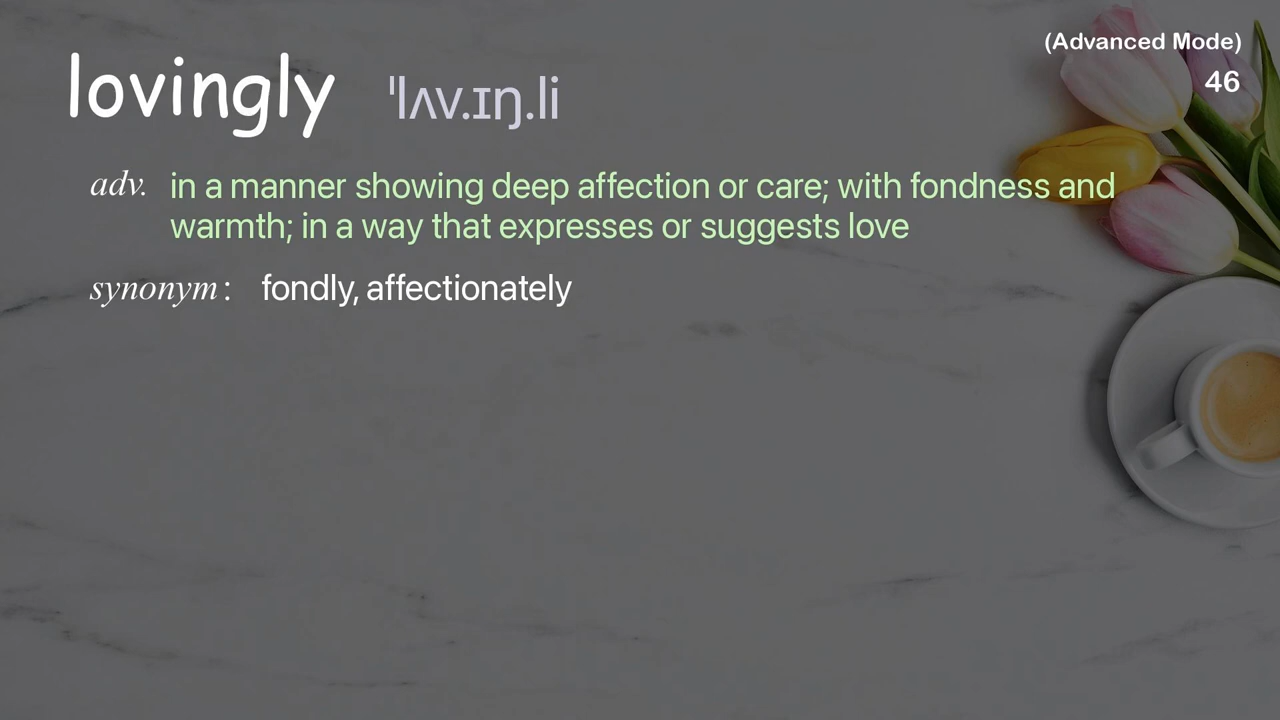 (Advanced Mode)
46
lovingly ˈlʌv.ɪŋ.li
adv. in a manner showing deep affection or care; with fondness and
warmth; in a way that expresses or suggests love
synonym: fondly, affectionately